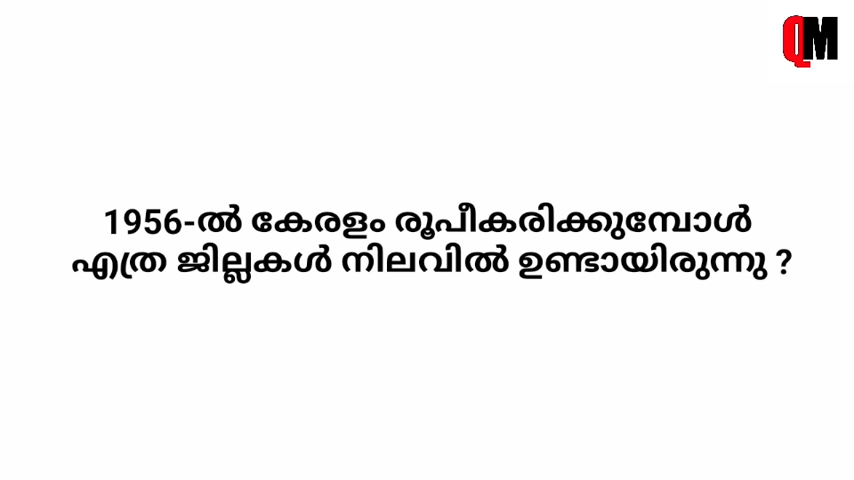 QM
1956-ൽ കേരളം രൂപീകരിക്കുമ്പോൾ
എത്ര ജില്ലകൾ നിലവിൽ ഉണ്ടായിരുന്നു ?